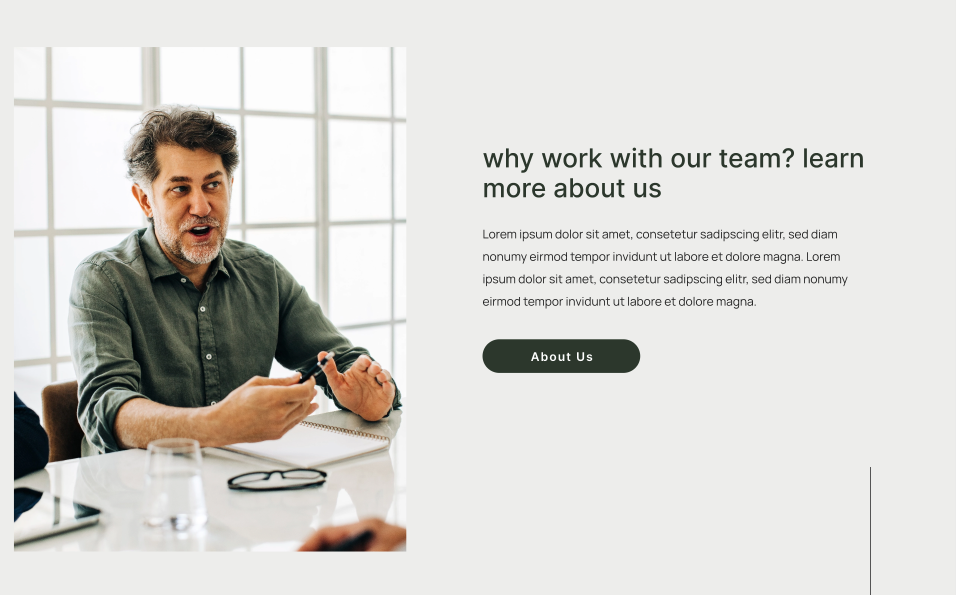 why work with our team? learn
more about us
Lorem ipsum dolor sit amet, consetetur sadipscing elitr, sed diam
nonumy eirmod tempor invidunt ut labore et dolore magna. Lorem
ipsum dolor sit amet, consetetur sadipscing elitr, sed diam nonumy
eirmod tempor invidunt ut labore et dolore magna.
About Us